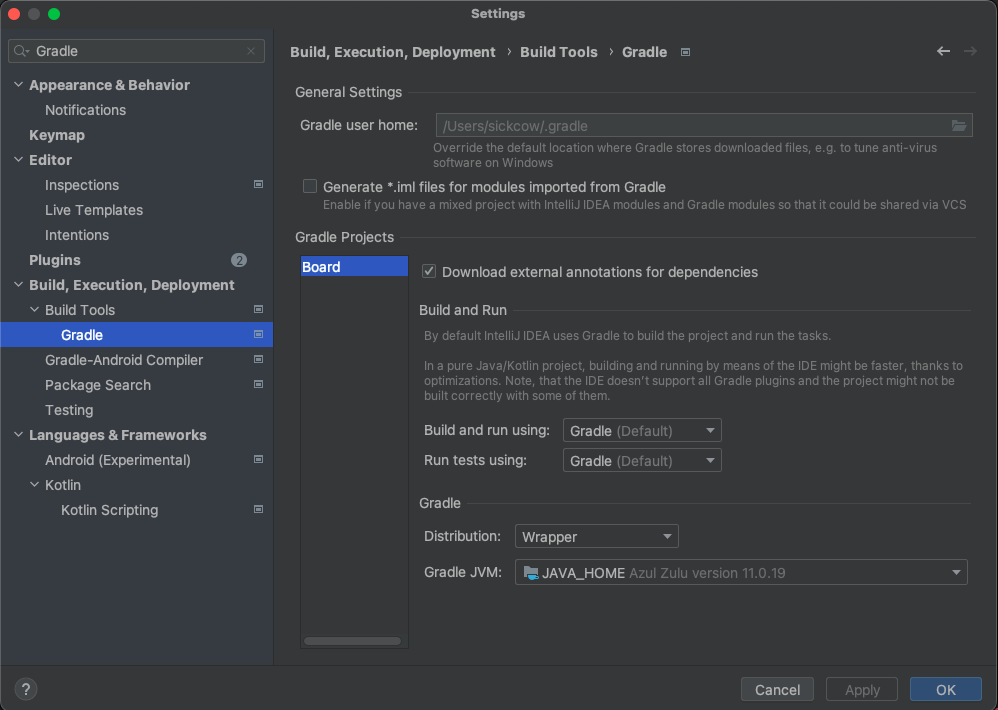 Settings
Gradle
Appearance & Behavior
Notifications
Keymap
Editor
Inspections
Live Templates
Intentions
Plugins 2
Build, Execution, Deployment
Build Tools
Gradle
Gradle-Android Compiler
Package Search
Testing
Languages & Frameworks
Android (Experimental)
Kotlin
Kotlin Scripting
Build, Execution, Deployment › Build Tools › Gradle
General Settings
Gradle user home: /Users/sickcow/.gradle
Override the default location where Gradle stores downloaded files, e.g. to tune anti-virus
software on Windows
Generate *.iml files for modules imported from Gradle
Enable if you have a mixed project with IntelliJ IDEA modules and Gradle modules so that it could be shared via VCS
Gradle Projects
Board
Download external annotations for dependencies
Build and Run
By default IntelliJ IDEA uses Gradle to build the project and run the tasks.
In a pure Java/Kotlin project, building and running by means of the IDE might be faster, thanks to
optimizations. Note, that the IDE doesn't support all Gradle plugins and the project might not be
built correctly with some of them.
Build and run using: Gradle (Default)
Run tests using: Gradle (Default)
Gradle
Distribution: Wrapper
Gradle JVM: JAVA_HOME Azul Zulu version 11.0.19
? Cancel Apply OK